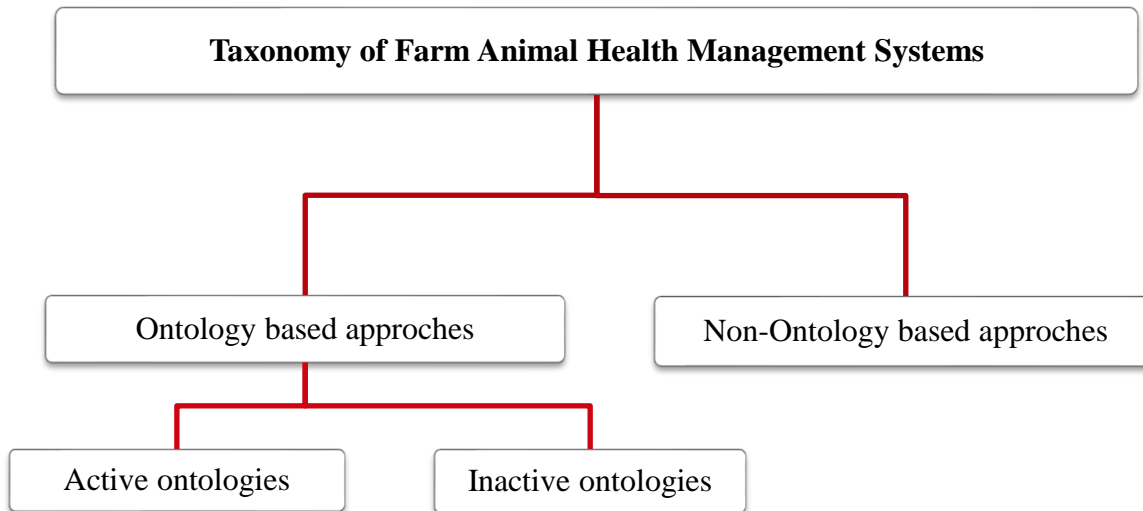 Taxonomy of Farm Animal Health Management Systems
Ontology based approches
Non-Ontology based approches
Active ontologies
Inactive ontologies